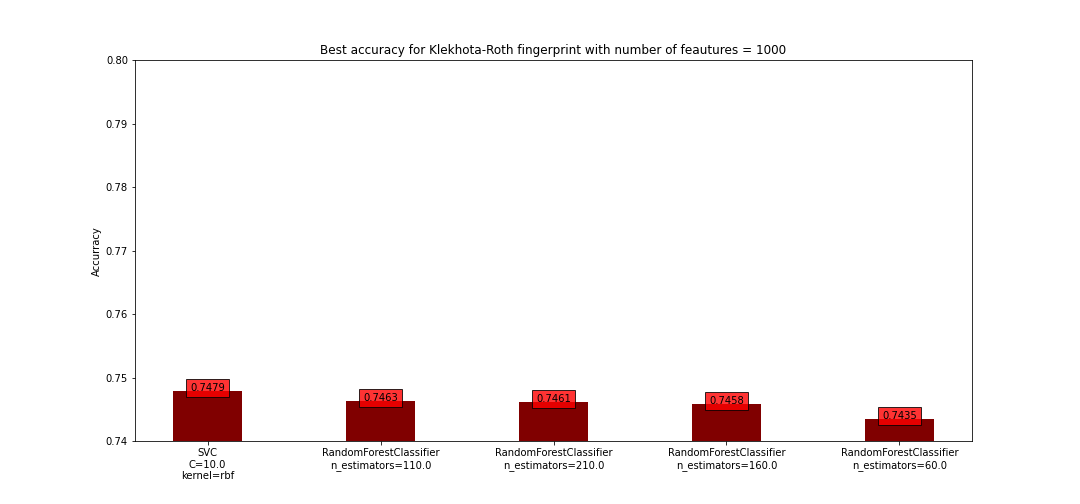 Best accuracy for Klekhota-Roth fingerprint with number of feautures = 1000
Accurracy
0.80
0.79
0.78
0.77
0.76
0.75
0.74
0.7479
0.7463
0.7461
0.7458
0.7435
SVC
C=10.0
kernel=rbf
RandomForestClassifier
n_estimators=110.0
RandomForestClassifier
n_estimators=210.0
RandomForestClassifier
n_estimators=160.0
RandomForestClassifier
n_estimators=60.0